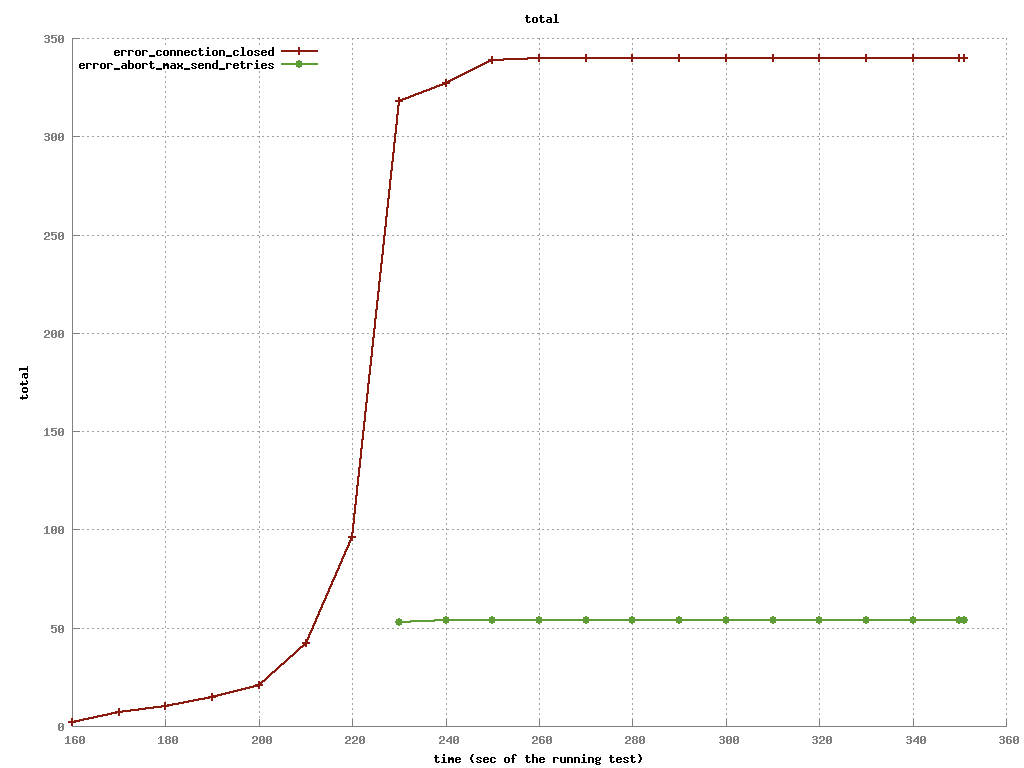 total
error_connection_closed
error_abort_max_send_retries
350
300
250
200
150
100
50
0
total
160 180 200 220 240 260 280 300 320 340 360
time (sec of the running test)